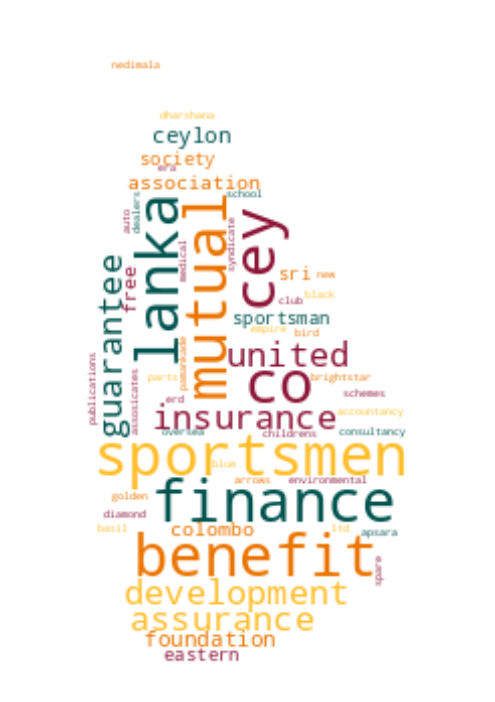 nedimala
dharshana
ceylon
society
era
association
school
auto
dealers
lanka
mutual
cey
syndicate
medical
guarantee
free
sri
new
black
club
sportsman
empire
bird
united
pamankade
publications
associcates
parts
co
brightstar
schemes
erd
insurance
accountancy
oversea
childrens
consultancy
sportsmen
blue
arrows
environmental
finance
golden
diamond
basil
colombo
ltd
apsara
benefit
spare
development
assurance
foundation
eastern